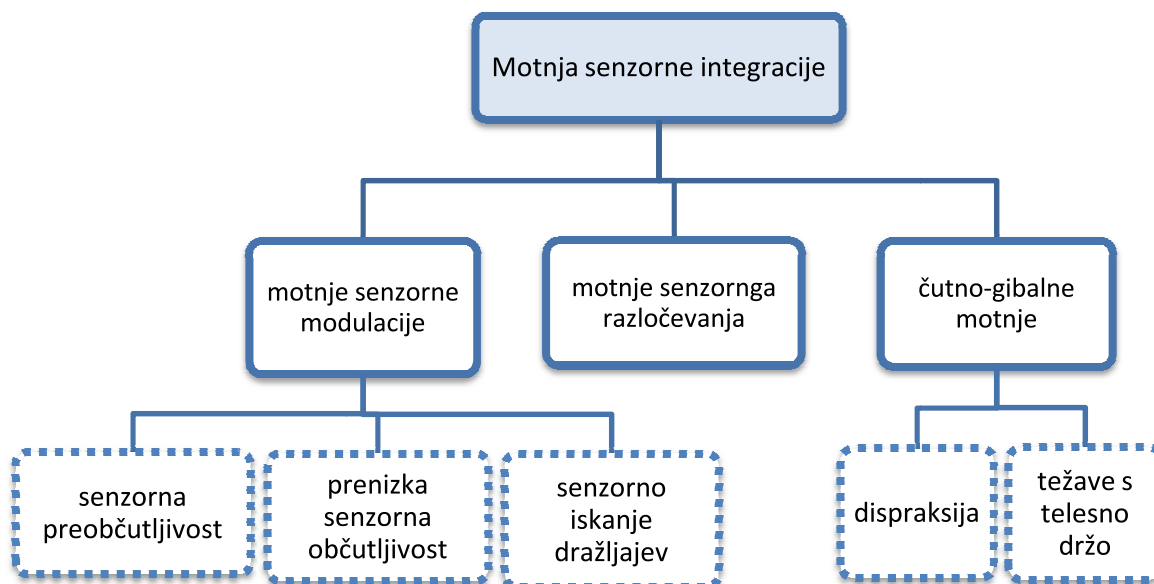 Motnja senzorne integracije
motnje senzorne
modulacije
motnje senzornga
razločevanja
čutno-gibalne
motnje
senzorna
preobčutljivost
prenizka
senzorna
občutljivost
senzorno
iskanje
dražljajev
dispraksija
težave s
telesno
držo